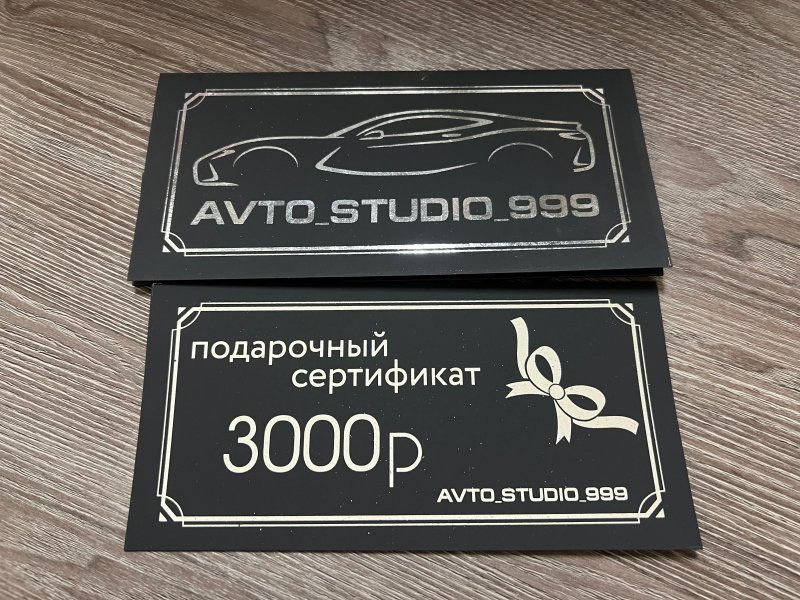 AVTO_STUDIO_999
подарочный
сертификат
3000р
AVTO_STUDIO_999